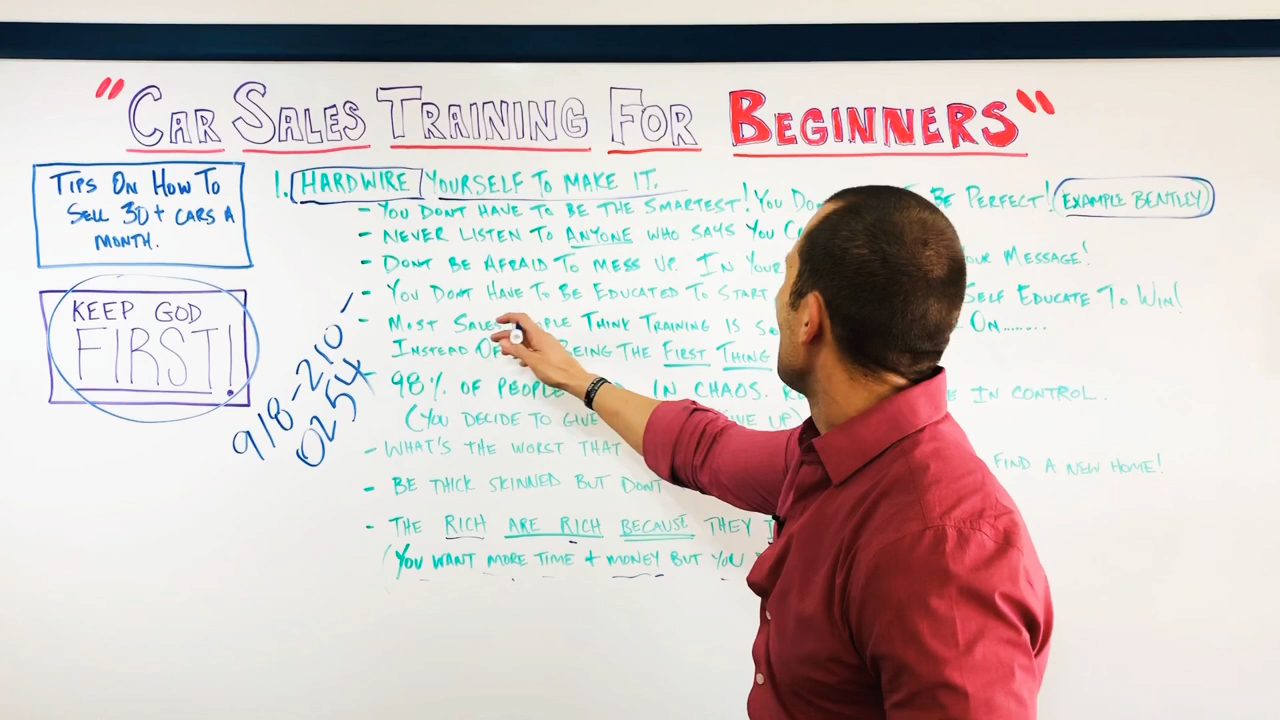 "CAR SALES TRAINING FOR BEGINNERS"
TIPS ON HOW TO
SELL 30+ CARS A
MONTH.
KEEP GOD
FIRST!
918-210-
0254
1. HARDWIRE YOURSELF TO MAKE IT.
- YOU DONT HAVE TO BE THE SMARTEST! YOU BE PERFECT! EXAMPLE BENTLEY
- NEVER LISTEN TO ANYONE WHO SAYS YOU
- DONT BE AFRAID TO MESS UP. IN YOUR MESSAGE!
- YOU DONT HAVE TO BE EDUCATED TO START SELF EDUCATE TO WIN!
- MOST THINK TRAINING IS ON.......
INSTEAD BEING THE FIRST THING
- 98% OF PEOPLE IN CHAOS. IN CONTROL.
(YOU DECIDE TO UP)
- WHAT'S THE WORST THAT FIND A NEW HOME!
- BE THICK SKINNED BUT DONT
- THE RICH ARE RICH BECAUSE THEY
(YOU WANT MORE TIME + MONEY BUT YOU